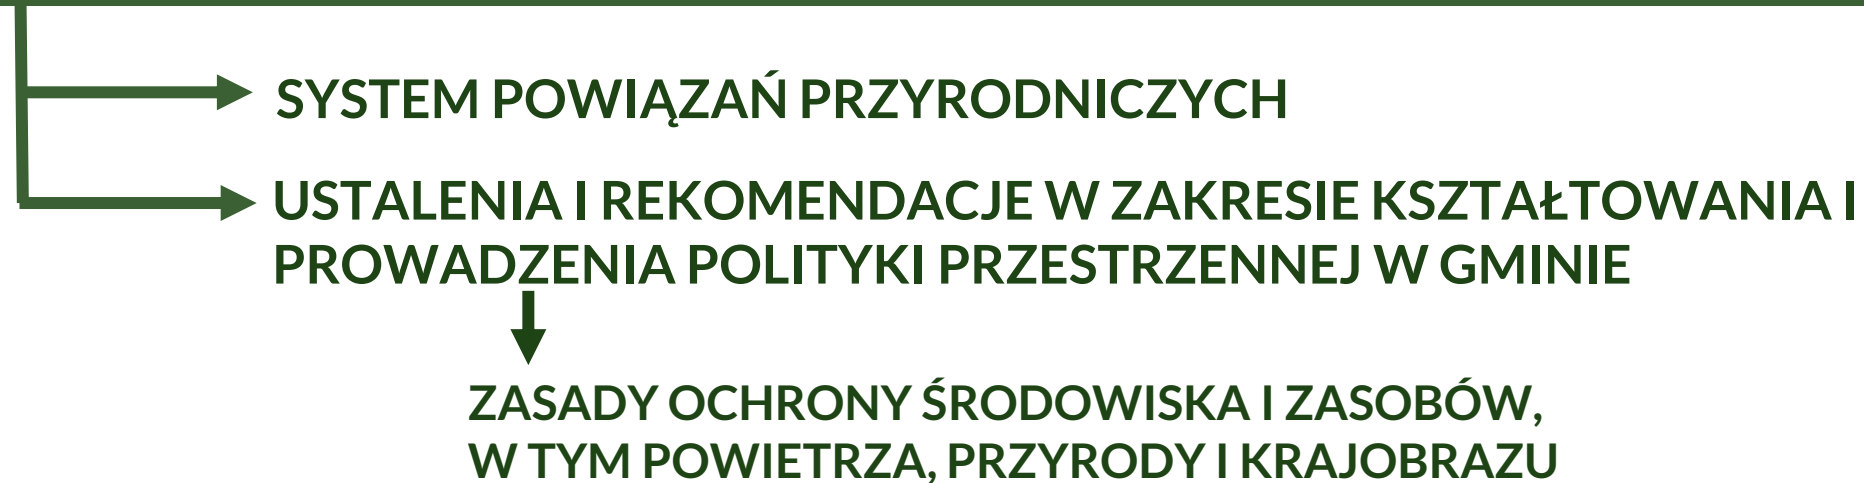 SYSTEM POWIĄZAŃ PRZYRODNICZYCH
USTALENIA I REKOMENDACJE W ZAKRESIE KSZTAŁTOWANIA I
PROWADZENIA POLITYKI PRZESTRZENNEJ W GMINIE
ZASADY OCHRONY ŚRODOWISKA I ZASOBÓW,
W TYM POWIETRZA, PRZYRODY I KRAJOBRAZU